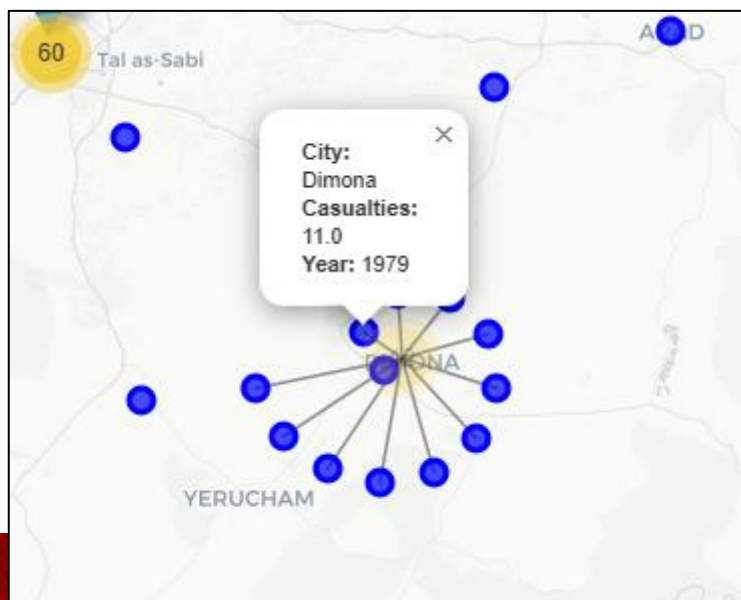 60
Tal as-Sabi
City:
Dimona
Casualties:
11.0
Year: 1979
×
YERUCHAM